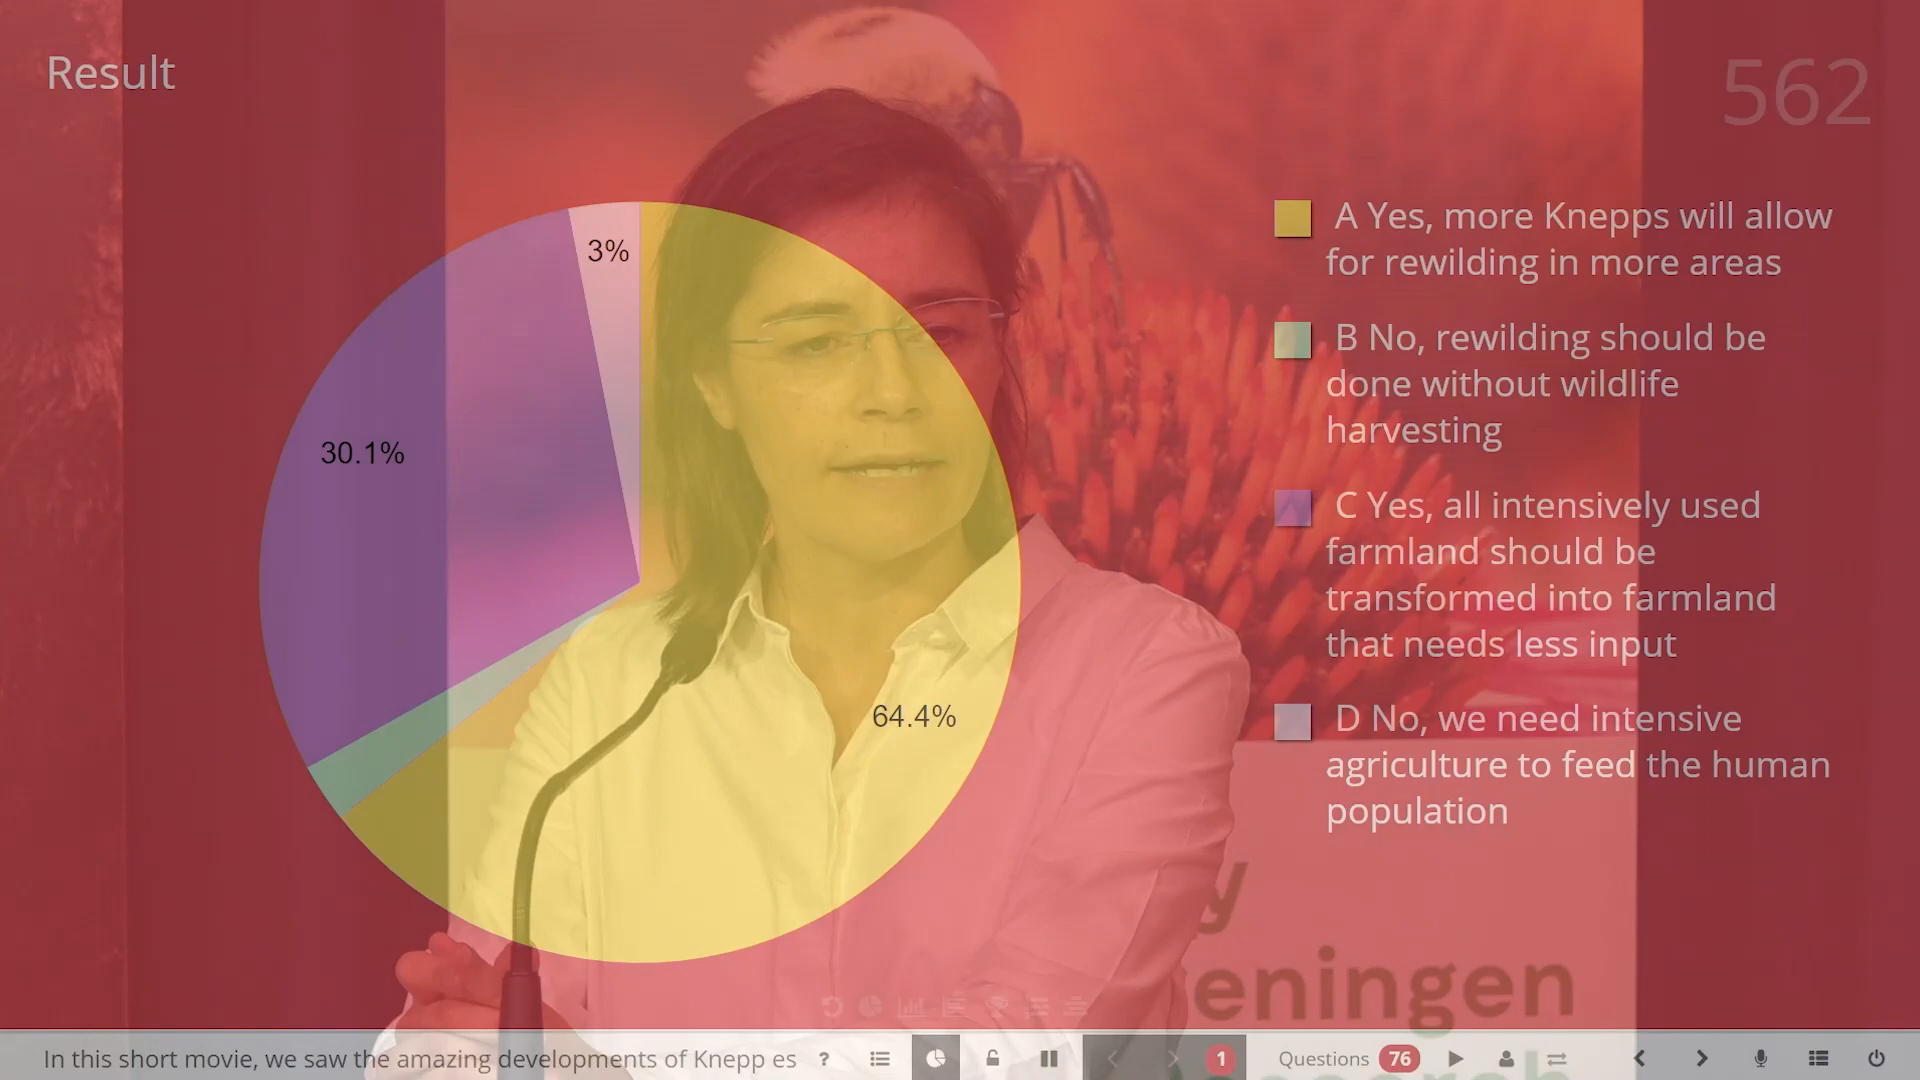 Result
562
A Yes, more Knepps will allow
for rewilding in more areas
B No, rewilding should be
done without wildlife
harvesting
C Yes, all intensively used
farmland should be
transformed into farmland
that needs less input
D No, we need intensive
agriculture to feed the human
population
3%
30.1%
64.4%
y
eningen
In this short movie, we saw the amazing developments of Knepp es
?
1
Questions 76